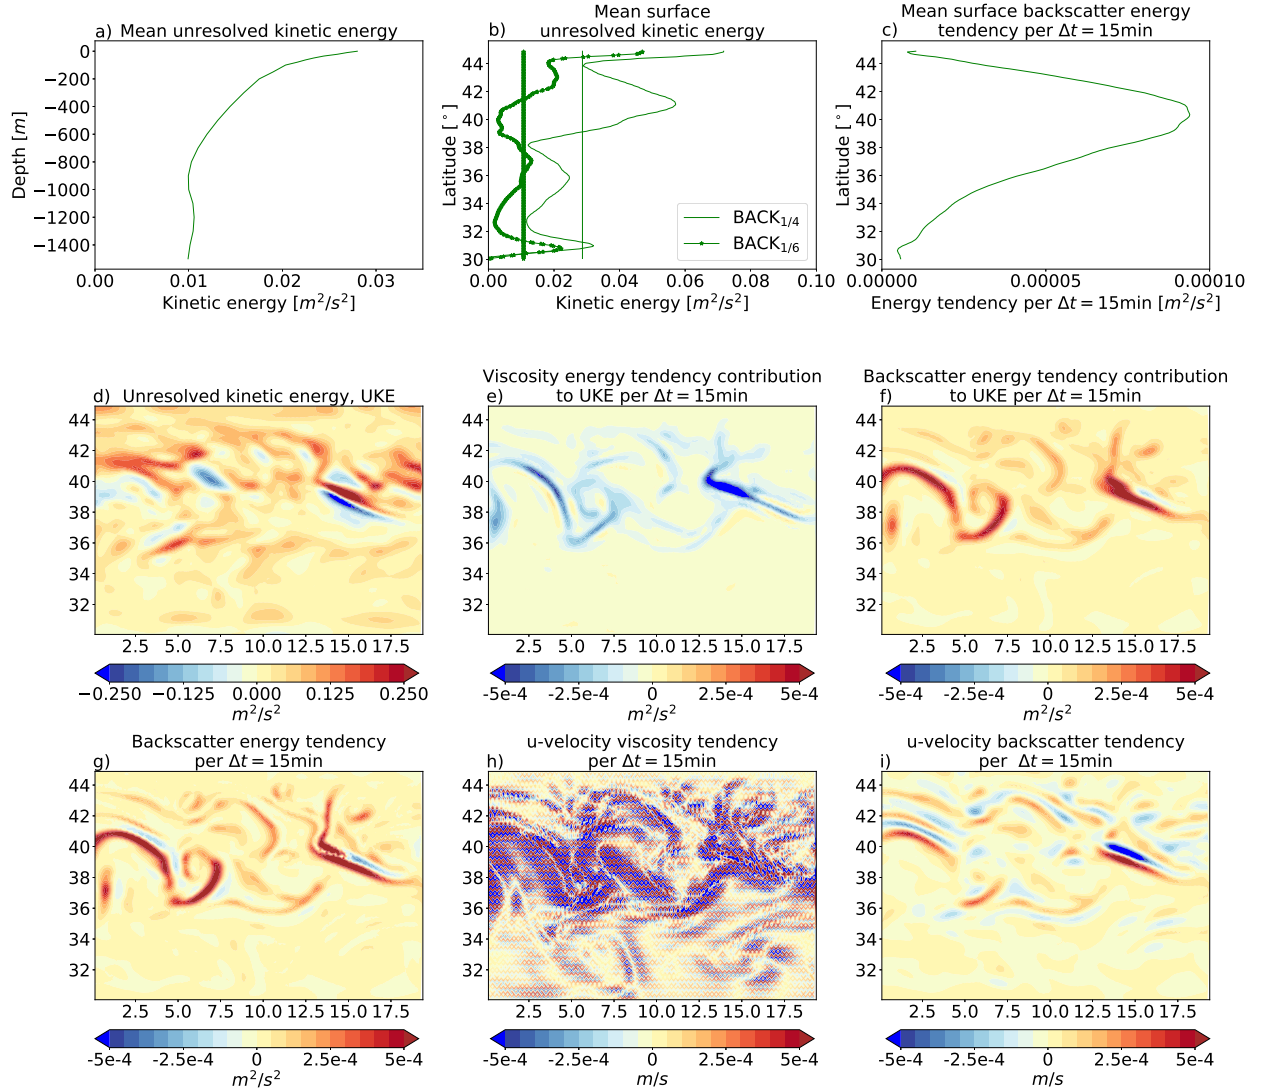 a) Mean unresolved kinetic energy
0
−200
−400
−600
−800
−1000
−1200
−1400
Depth [m]
0.00 0.01 0.02 0.03
Kinetic energy [m²/s²]
Mean surface
b) unresolved kinetic energy
44
42
40
38
36
34
32
30
Latitude [°]
BACK₁/₄
BACK₁/₆
0.00 0.02 0.04 0.06 0.08 0.10
Kinetic energy [m²/s²]
Mean surface backscatter energy
c) tendency per Δt = 15min
44
42
40
38
36
34
32
30
Latitude [°]
0.00000 0.00005 0.00010
Energy tendency per Δt = 15min [m²/s²]
d) Unresolved kinetic energy, UKE
44
42
40
38
36
34
32
2.5 5.0 7.5 10.0 12.5 15.0 17.5
−0.250 −0.125 0.000 0.125 0.250
m²/s²
Viscosity energy tendency contribution
e) to UKE per Δt = 15min
44
42
40
38
36
34
32
2.5 5.0 7.5 10.0 12.5 15.0 17.5
-5e-4 -2.5e-4 0 2.5e-4 5e-4
m²/s²
Backscatter energy tendency contribution
f) to UKE per Δt = 15min
44
42
40
38
36
34
32
2.5 5.0 7.5 10.0 12.5 15.0 17.5
-5e-4 -2.5e-4 0 2.5e-4 5e-4
m²/s²
Backscatter energy tendency
g) per Δt = 15min
44
42
40
38
36
34
32
2.5 5.0 7.5 10.0 12.5 15.0 17.5
-5e-4 -2.5e-4 0 2.5e-4 5e-4
m²/s²
u-velocity viscosity tendency
h) per Δt = 15min
44
42
40
38
36
34
32
2.5 5.0 7.5 10.0 12.5 15.0 17.5
-5e-4 -2.5e-4 0 2.5e-4 5e-4
m/s
u-velocity backscatter tendency
i) per Δt = 15min
44
42
40
38
36
34
32
2.5 5.0 7.5 10.0 12.5 15.0 17.5
-5e-4 -2.5e-4 0 2.5e-4 5e-4
m/s